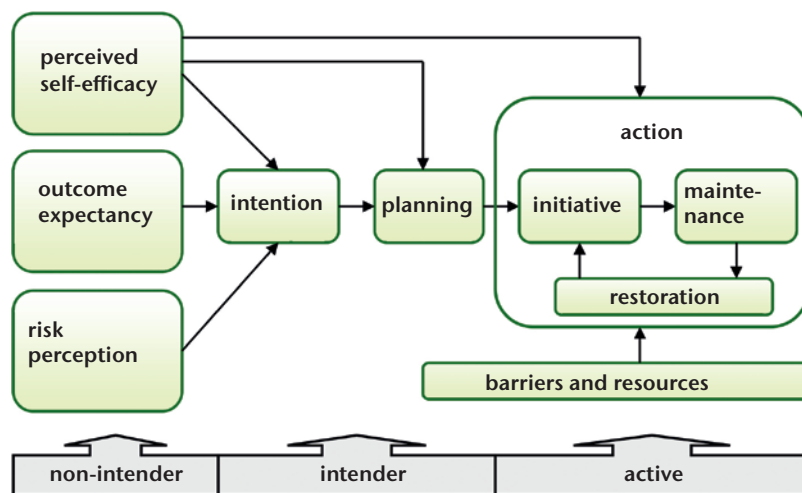 perceived
self-efficacy
outcome
expectancy
risk
perception
intention
planning
action
initiative
mainte-
nance
restoration
barriers and resources
non-intender
intender
active